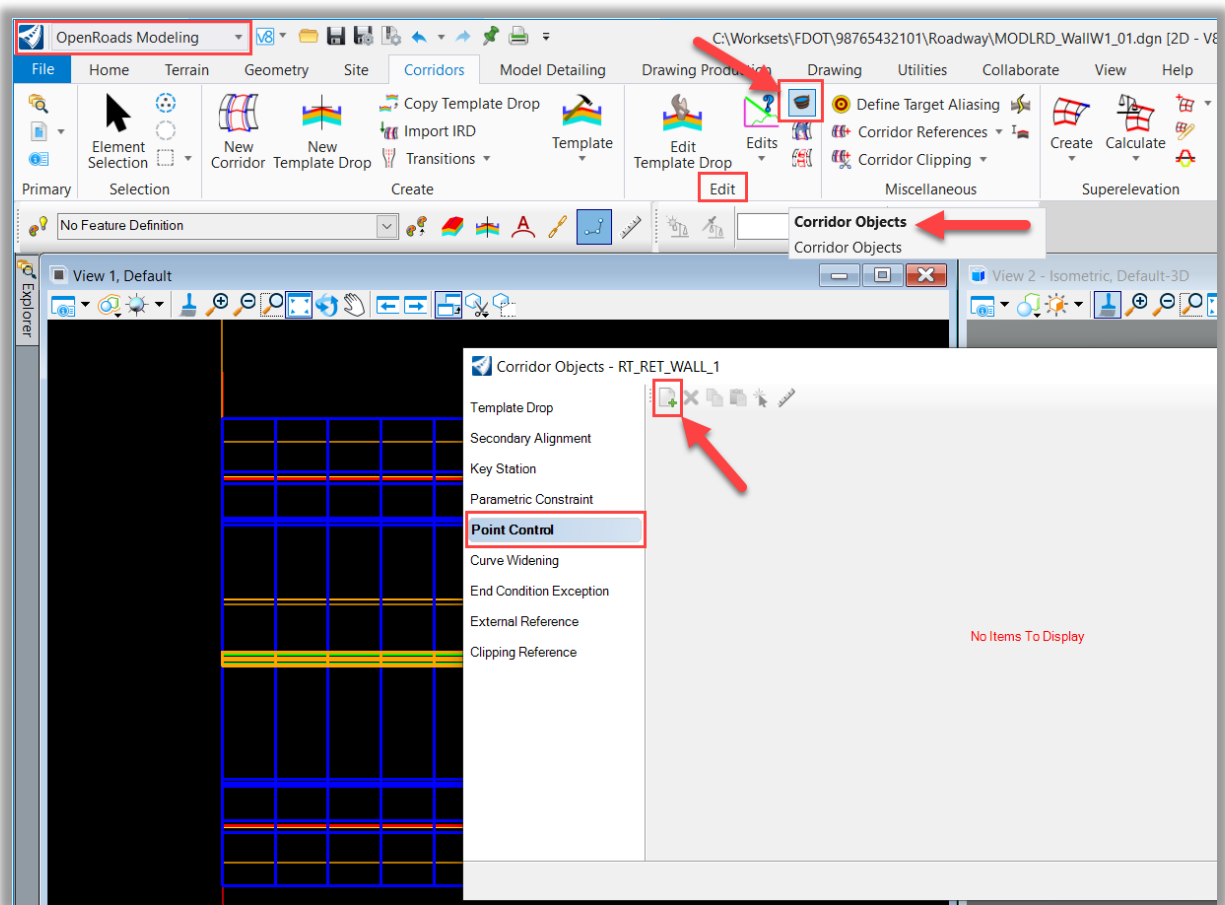 OpenRoads Modeling
V8
C:\Worksets\FDOT\98765432101\Roadway\MODLRD_WallW1_01.dgn [2D - V8
File Home Terrain Geometry Site Corridors Model Detailing Drawing Production Drawing Utilities Collaborate View Help
Element
Selection
Primary
Selection
New
Corridor
New
Template Drop
Copy Template Drop
Import IRD
Transitions
Template
Create
Edit
Template Drop
Edits
Edit
Define Target Aliasing
Corridor References
Corridor Clipping
Miscellaneous
Create
Calculate
Superelevation
No Feature Definition
Corridor Objects
Corridor Objects
Explorer
View 1, Default
View 2 - Isometric, Default-3D
Corridor Objects - RT_RET_WALL_1
Template Drop
Secondary Alignment
Key Station
Parametric Constraint
Point Control
Curve Widening
End Condition Exception
External Reference
Clipping Reference
No Items To Display